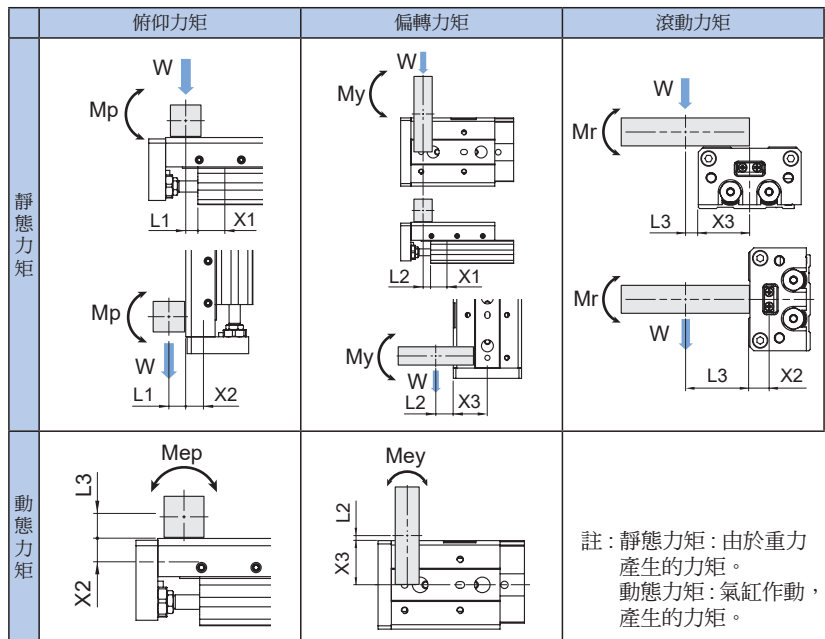 俯仰力矩
偏轉力矩
滾動力矩
靜態力矩
W
Mp
L1
X1
Mp
W
L1
X2
W
My
L2
X1
My
W
L2
X3
W
Mr
L3
X3
Mr
W
L3
X2
動態力矩
Mep
L3
X2
Mey
L2
X3
註：靜態力矩：由於重力
產生的力矩。
動態力矩：氣缸作動，
產生的力矩。